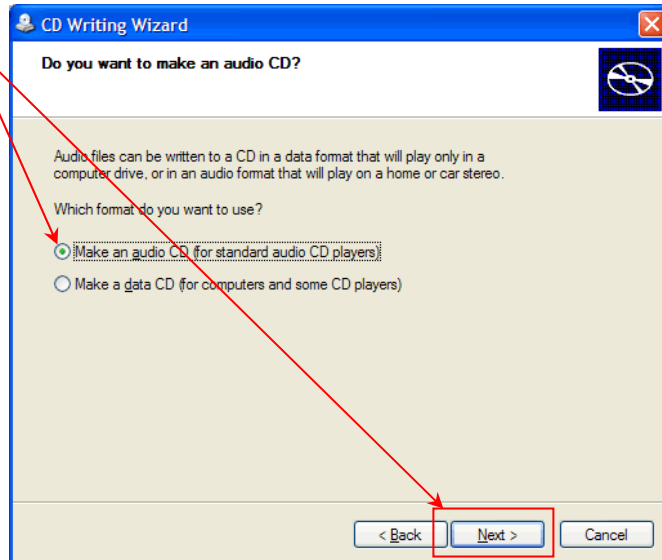 CD Writing Wizard
Do you want to make an audio CD?
Audio files can be written to a CD in a data format that will play only in a
computer drive, or in an audio format that will play on a home or car stereo.
Which format do you want to use?
Make an audio CD (for standard audio CD players)
Make a data CD (for computers and some CD players)
< Back Next > Cancel